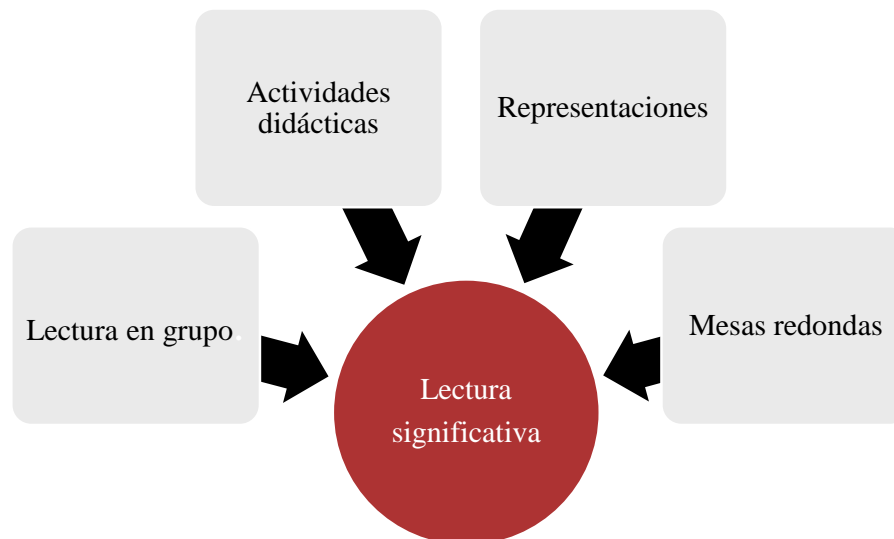 Actividades
didácticas
Representaciones
Lectura en grupo.
Mesas redondas
Lectura
significativa